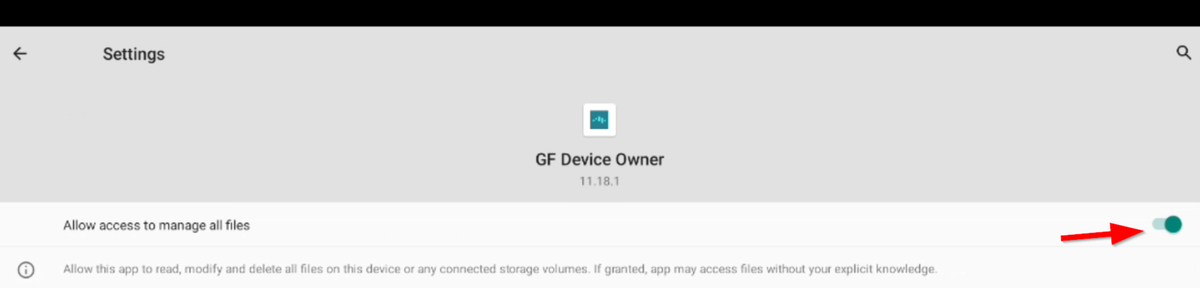 Settings
GF Device Owner
11.18.1
Allow access to manage all files
Allow this app to read, modify and delete all files on this device or any connected storage volumes. If granted, app may access files without your explicit knowledge.